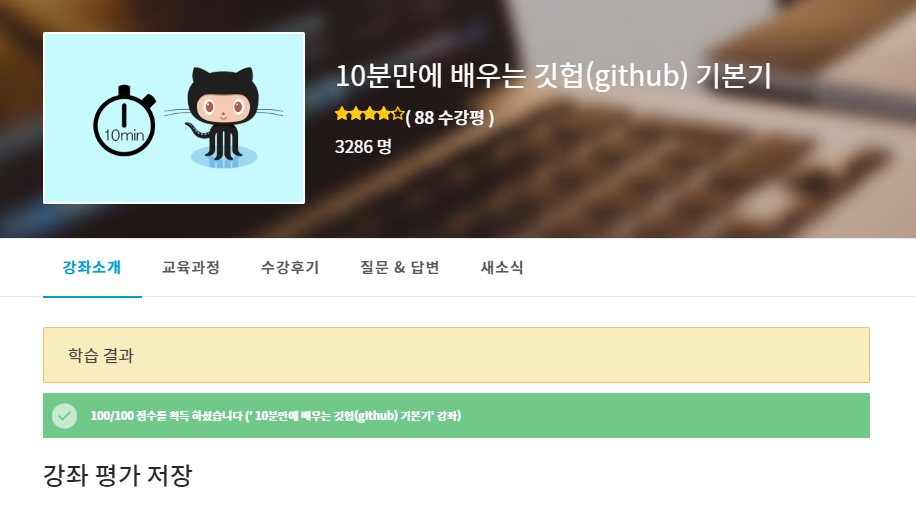 10min
10분만에 배우는 깃헙(github) 기본기
( 88 수강평 )
3286 명
강좌소개 교육과정 수강후기 질문 & 답변 새소식
학습 결과
100/100 점수를 획득 하셨습니다 (' 10분만에 배우는 깃헙(github) 기본기' 강좌)
강좌 평가 저장